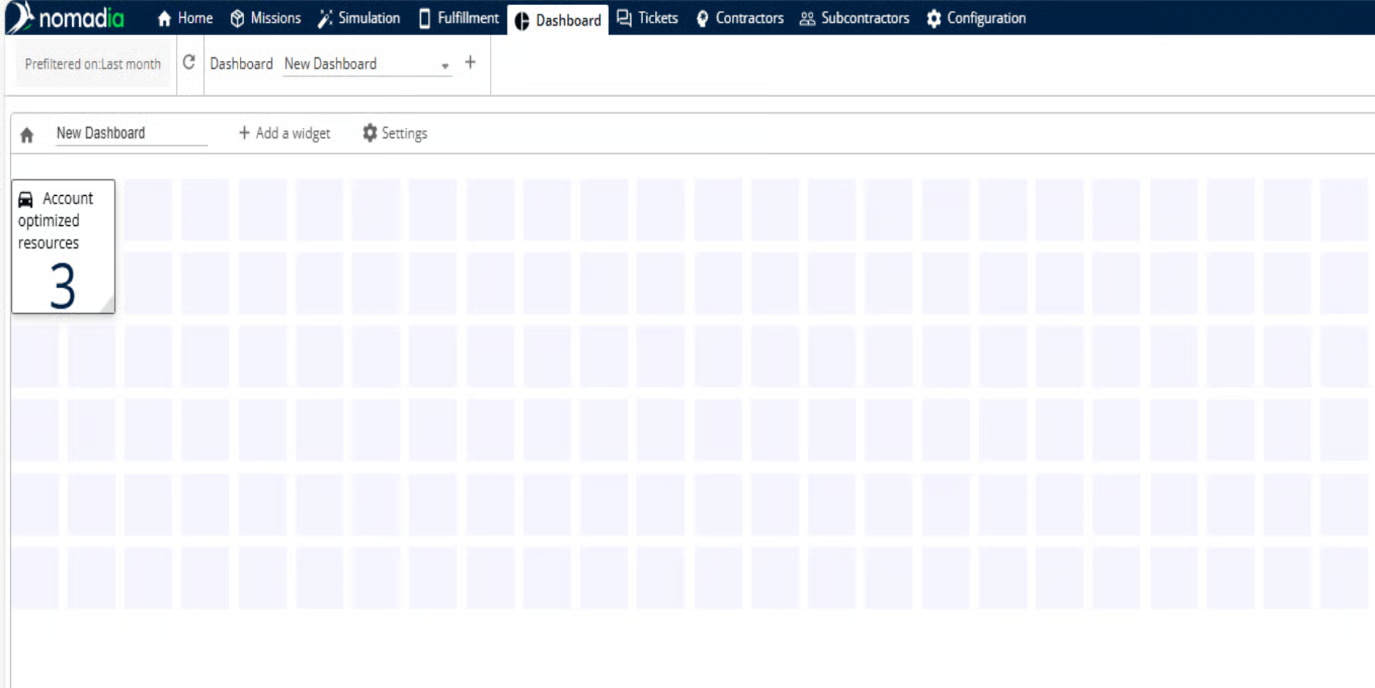 nomadia Home Missions Simulation Fulfillment Dashboard Tickets Contractors Subcontractors Configuration
Prefiltered on:Last month Dashboard New Dashboard +
New Dashboard + Add a widget Settings
Account
optimized
resources
3